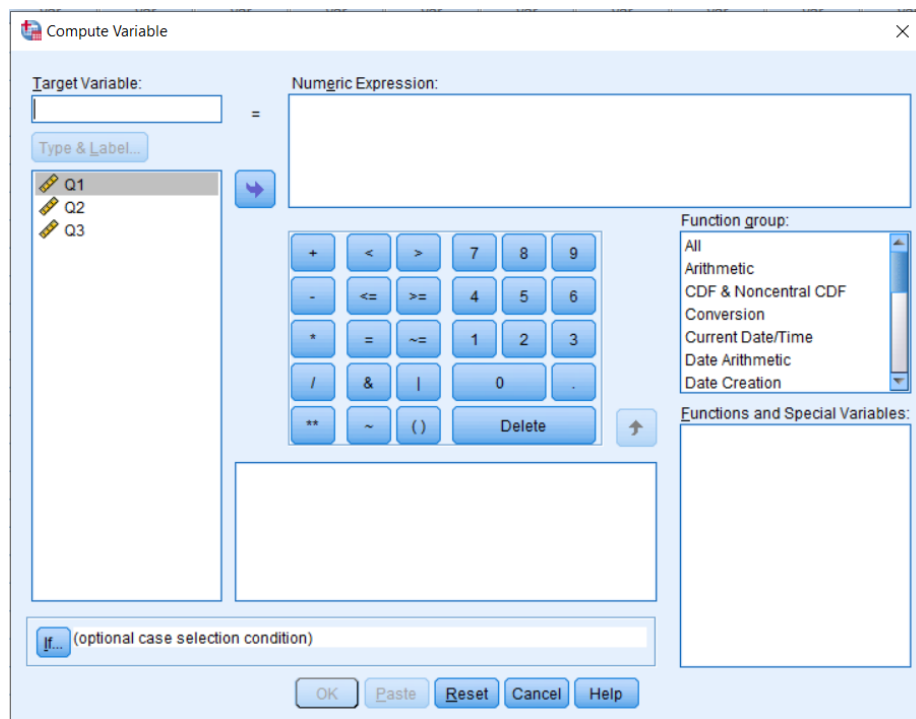 Compute Variable
Target Variable:
Numeric Expression:
=
Type & Label...
Q1
Q2
Q3
Function group:
All
Arithmetic
CDF & Noncentral CDF
Conversion
Current Date/Time
Date Arithmetic
Date Creation
+ < > 7 8 9
- <= >= 4 5 6
* = ~= 1 2 3
/ & | 0 .
** ~ ( ) Delete
Functions and Special Variables:
If... (optional case selection condition)
OK Paste Reset Cancel Help